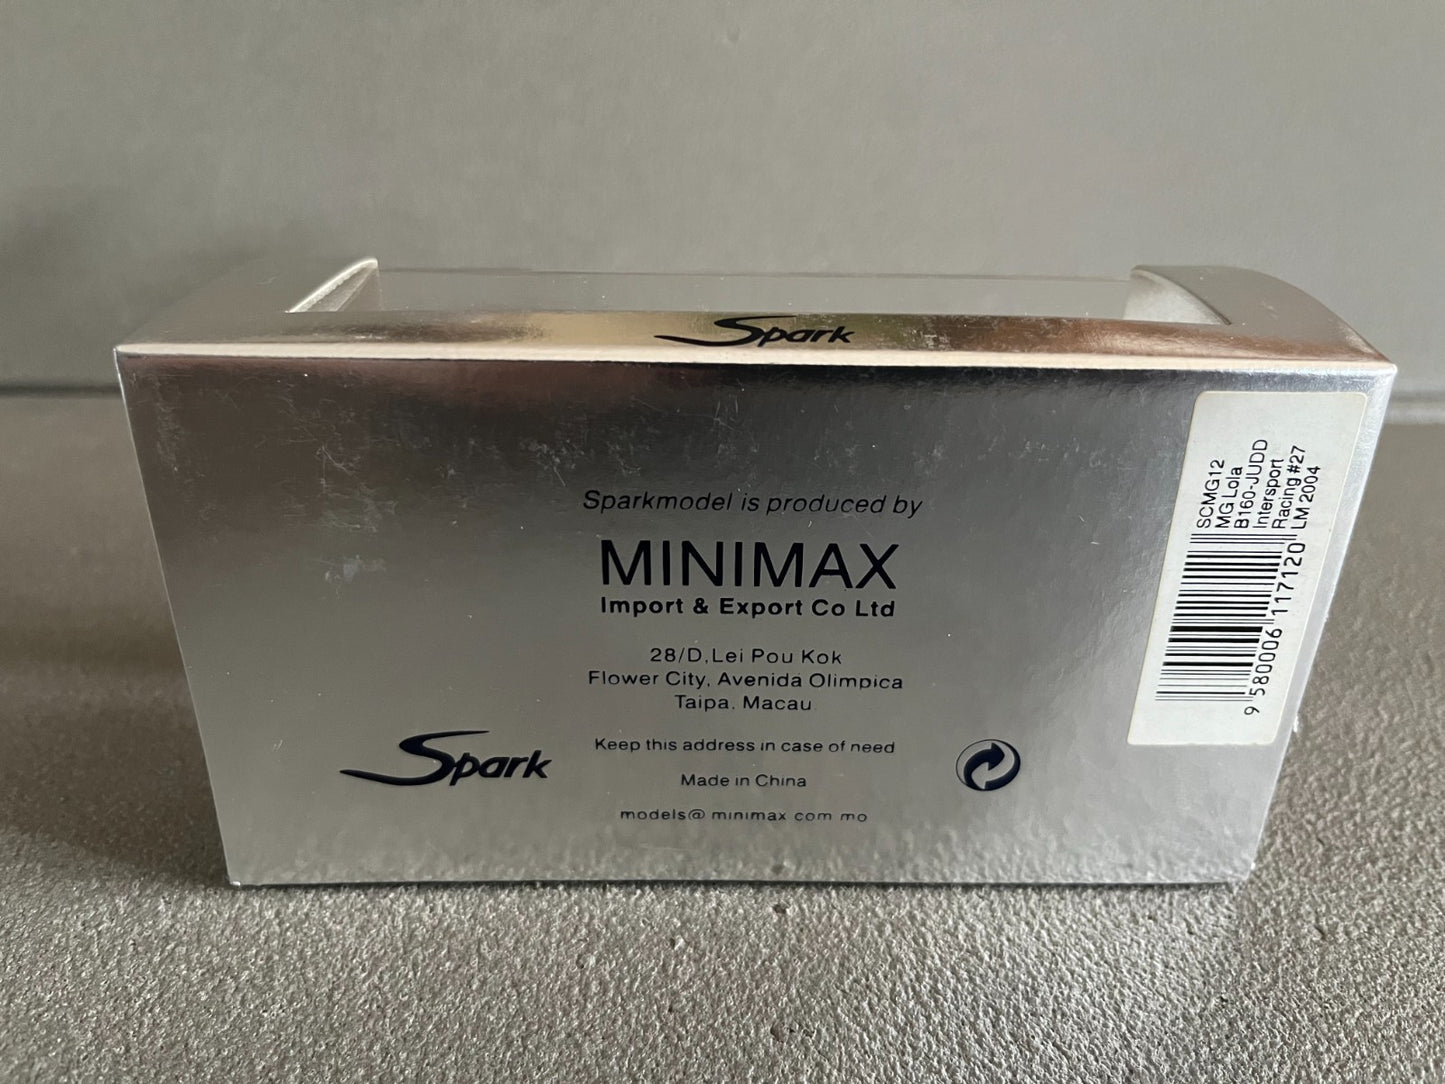 Spark
Sparkmodel is produced by
MINIMAX
Import & Export Co Ltd
28/D,Lei Pou Kok
Flower City, Avenida Olimpica
Taipa. Macau
Keep this address in case of need
Made in China
models@ minimax com mo
Spark
SCMG12
MG Lola
B160-JUDD
Intersport
Racing #27
LM 2004
9 580006 117120